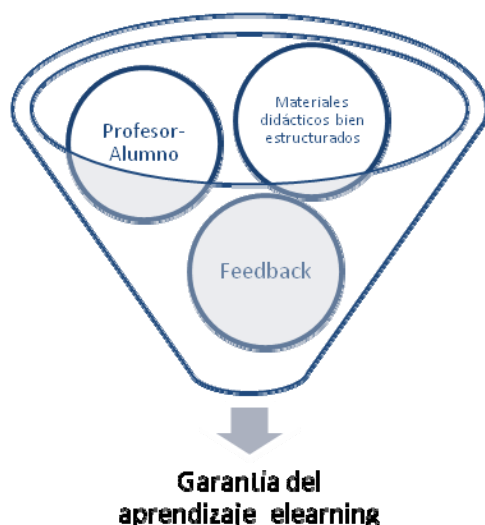 Profesor-
Alumno
Materiales
didácticos bien
estructurados
Feedback
Garantía del
aprendizaje elearning